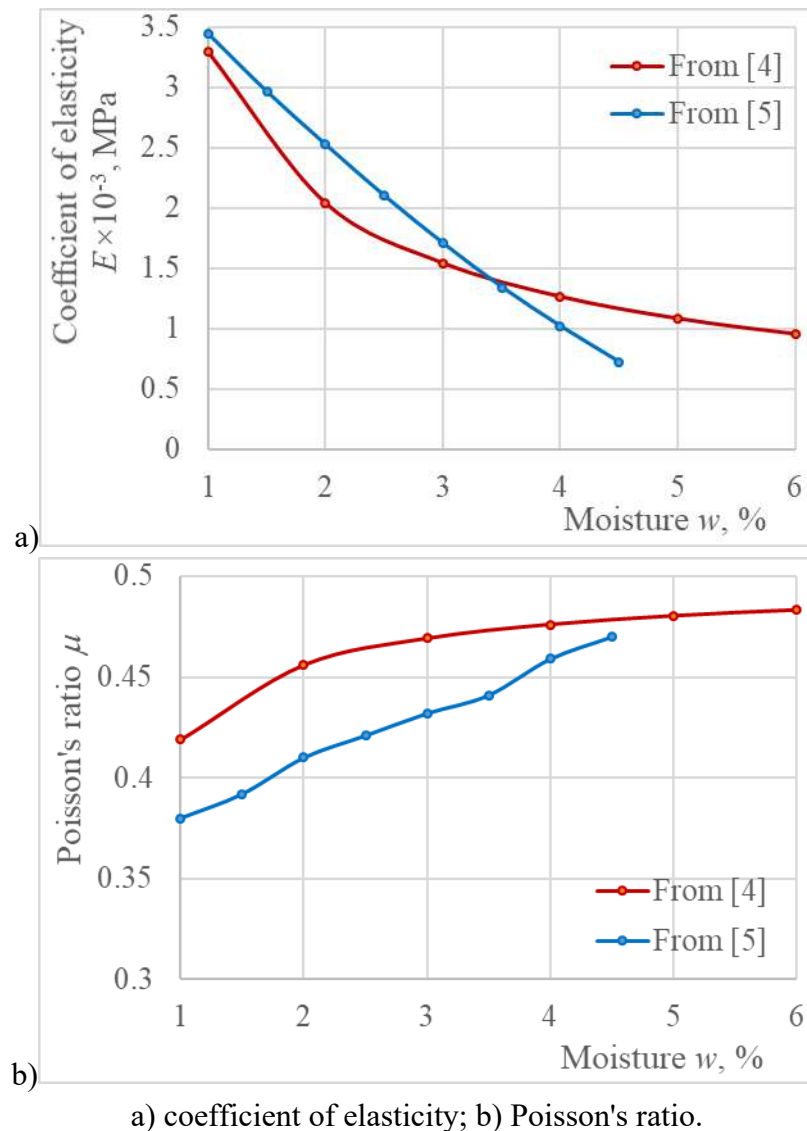 Coefficient of elasticity
E×10⁻³, MPa
3.5
3
2.5
2
1.5
1
0.5
0
From [4]
From [5]
1 2 3 4 5 6
Moisture w, %
a)
Poisson's ratio μ
0.5
0.45
0.4
0.35
0.3
From [4]
From [5]
1 2 3 4 5 6
Moisture w, %
b)
a) coefficient of elasticity; b) Poisson's ratio.